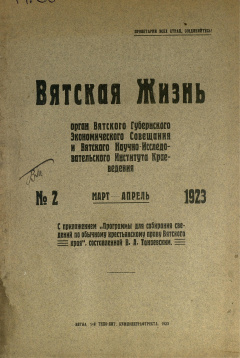 ПРОЛЕТАРИИ ВСЕХ СТРАН, СОЕДИНЯЙТЕСЬ!
Вятская Жизнь
орган Вятского Губернского
Экономического Совещания
и Вятского Научно-Исследо-
вательского Института Крае-
ведения
№ 2
МАРТ—АПРЕЛЬ
1923
С приложением „Программы для собирания све-
дений по обычному крестьянскому праву Вятского
края“, составленной В. А. Танаевским.